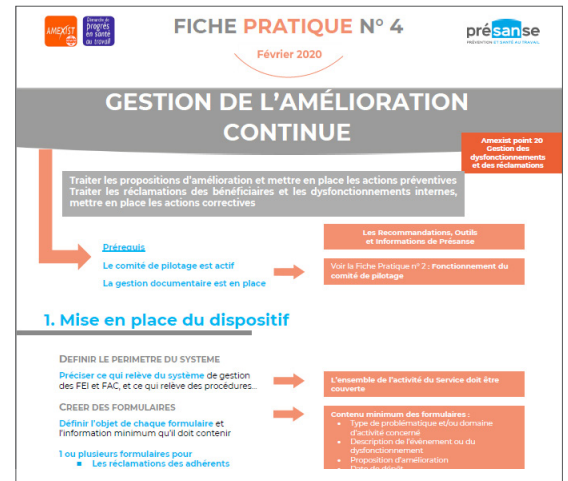 AMEXIST
Démarche de
progrès
en santé
au travail
FICHE PRATIQUE N° 4
Février 2020
présanse
PRÉVENTION ET SANTÉ AU TRAVAIL
GESTION DE L'AMÉLIORATION
CONTINUE
Amexist point 20
Gestion des
dysfonctionnements
et des réclamations
Traiter les propositions d'amélioration et mettre en place les actions préventives
Traiter les réclamations des bénéficiaires et les dysfonctionnements internes,
mettre en place les actions correctives
Les Recommandations, Outils
et Informations de Présanse
Prérequis
Le comité de pilotage est actif
La gestion documentaire est en place
Voir la Fiche Pratique n° 2 : Fonctionnement du
comité de pilotage
1. Mise en place du dispositif
DEFINIR LE PERIMETRE DU SYSTEME
Préciser ce qui relève du système de gestion
des FEI et FAC, et ce qui relève des procédures...
L'ensemble de l'activité du Service doit être
couverte
CREER DES FORMULAIRES
Définir l'objet de chaque formulaire et
l'information minimum qu'il doit contenir
1 ou plusieurs formulaires pour
▪ Les réclamations des adhérents
Contenu minimum des formulaires :
• Type de problématique et/ou domaine
d'activité concerné
• Description de l'événement ou du
dysfonctionnement
• Proposition d'amélioration
• Date de dépôt